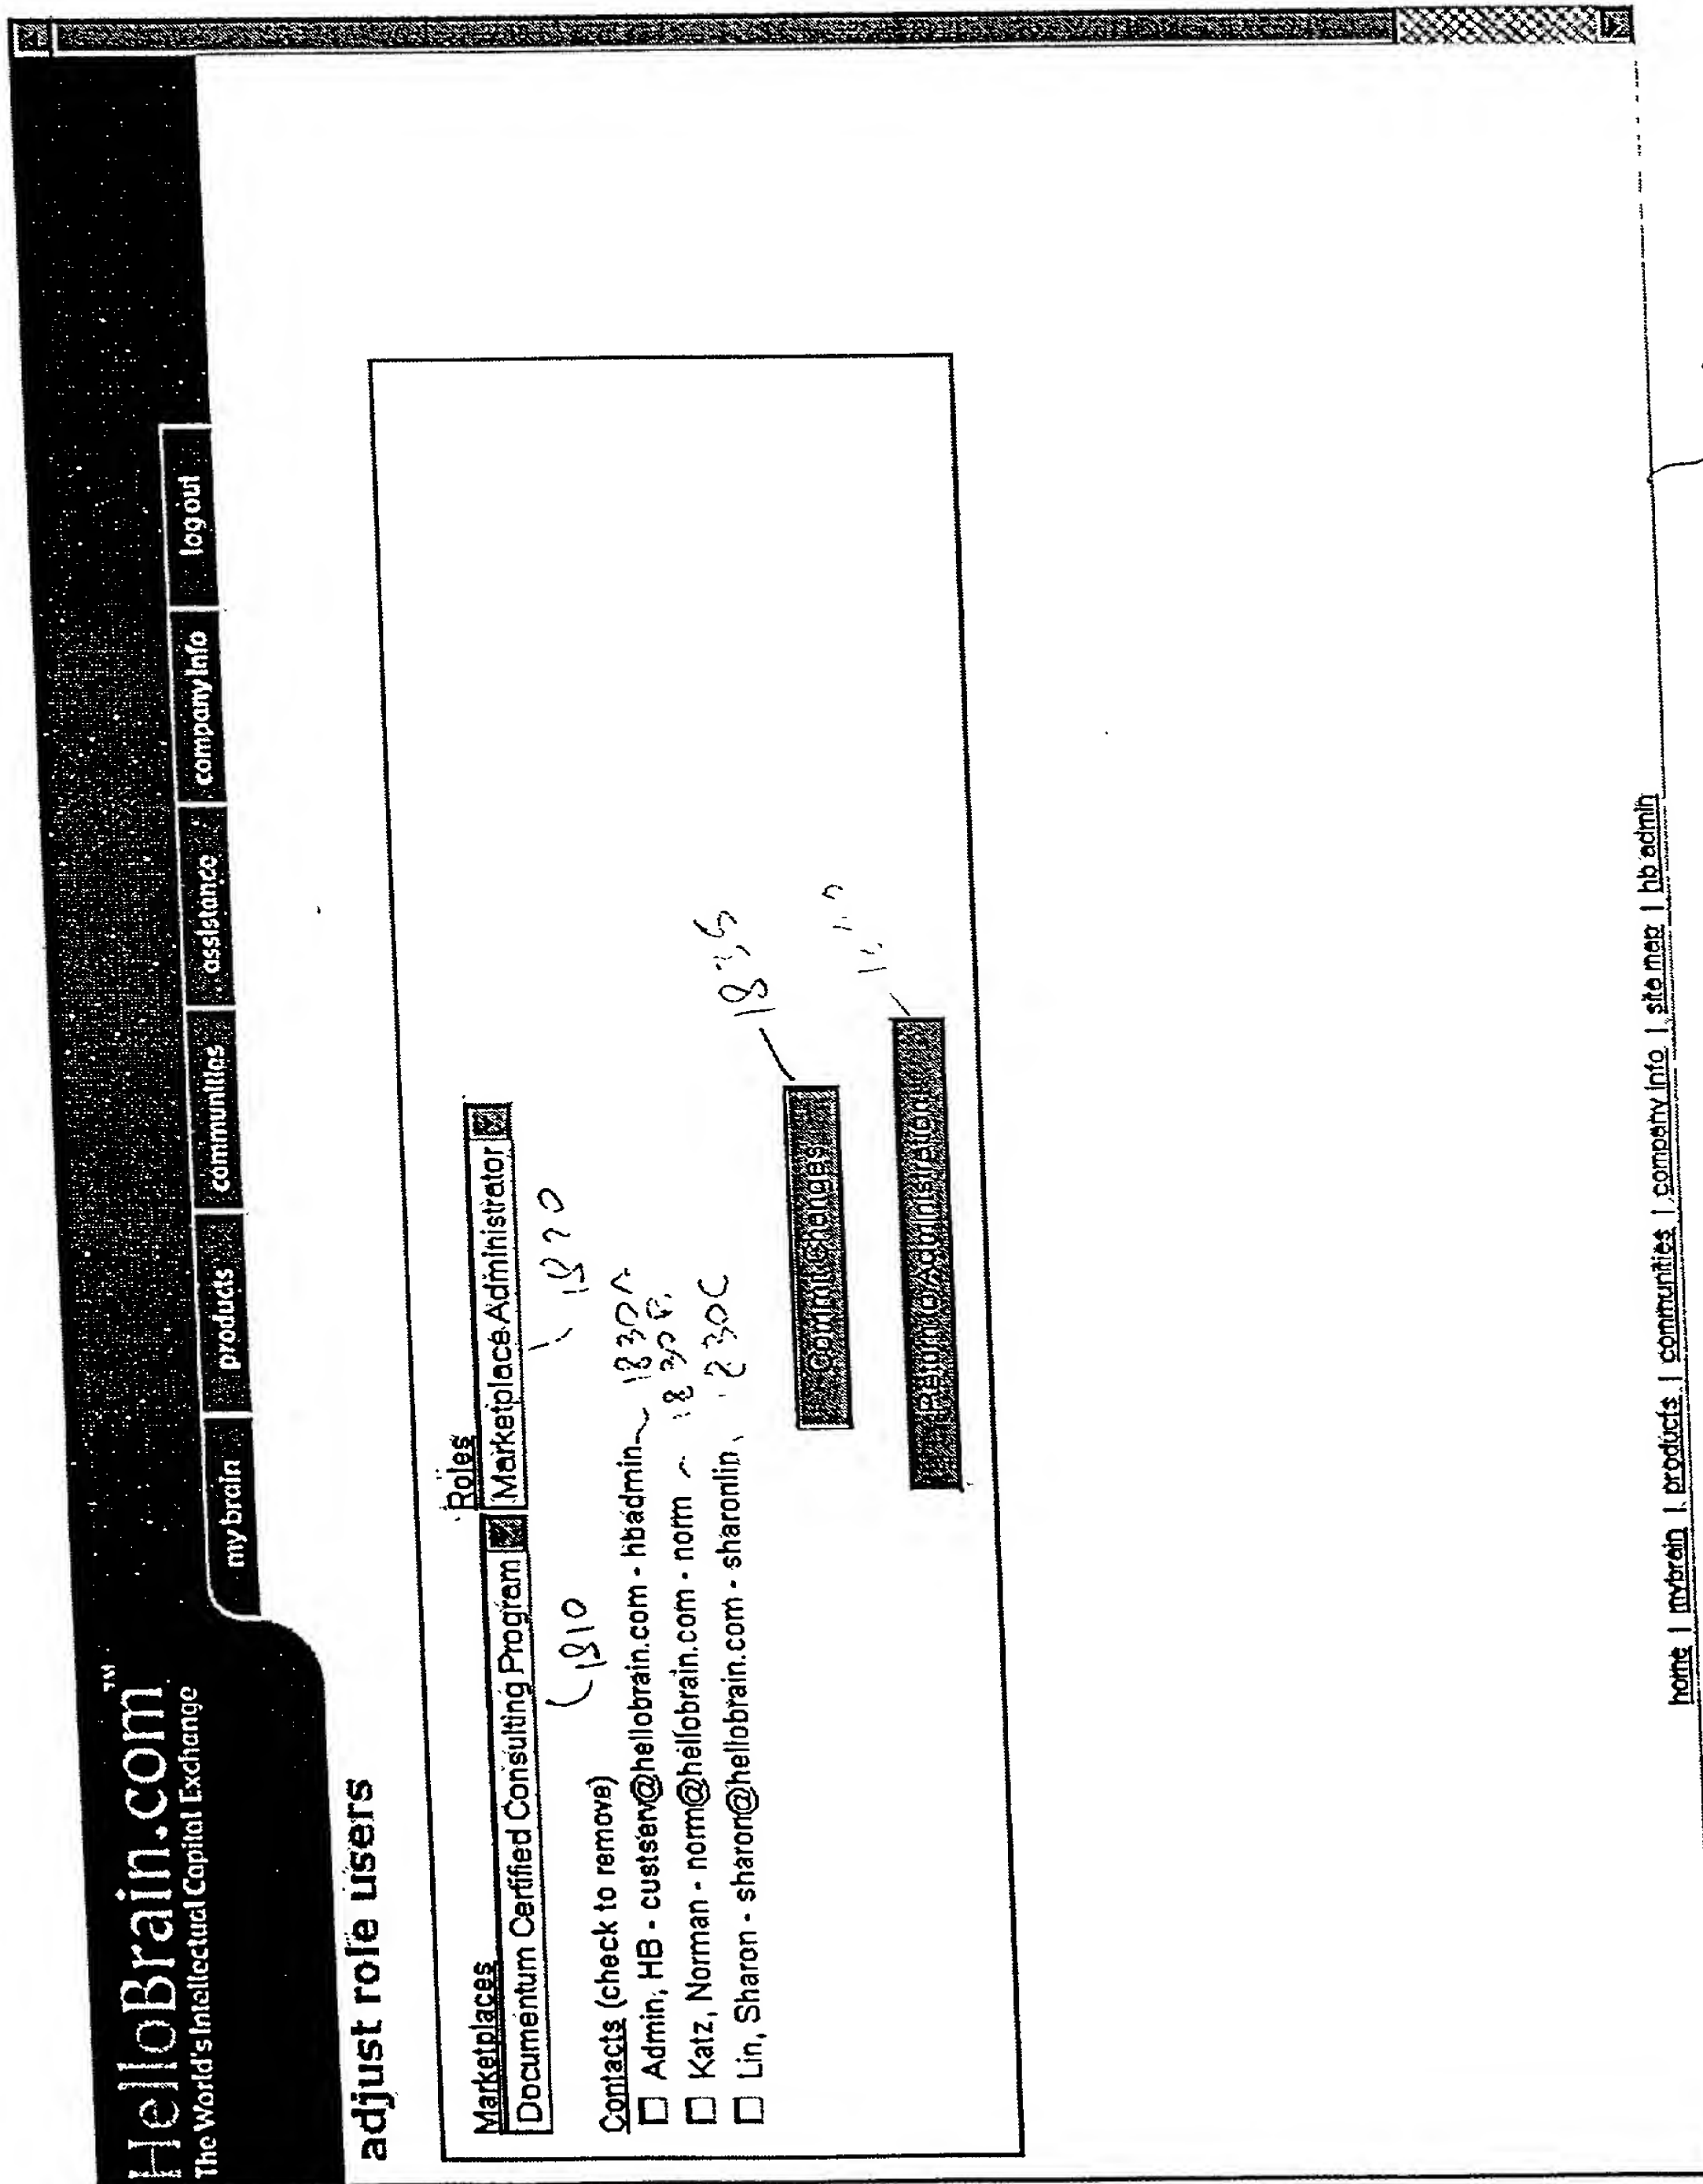 HelloBrain.com™
The World's Intellectual Capital Exchange
my brain products communities assistance company info logout
adjust role users
Marketplaces Roles
Documentum Certified Consulting Program Marketplace Administrator
1810 1820
Contacts (check to remove)
Admin, HB - custserv@hellobrain.com - hbadmin 1830A
Katz, Norman - norm@hellobrain.com - norm 1830B
Lin, Sharon - sharon@hellobrain.com - sharonlin 1830C
Commit Changes 1835
Return to Administration
home | mybrain | products | communities | company info | site map | hb admin